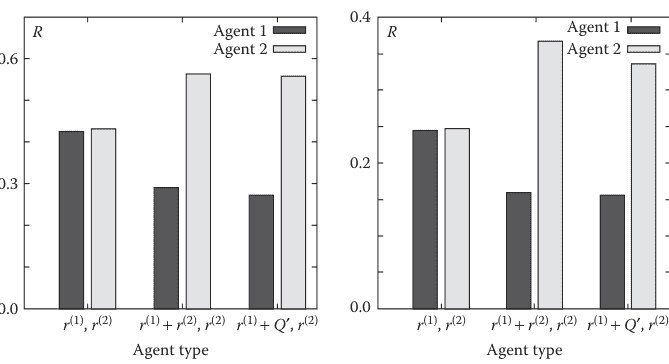 R
Agent 1
Agent 2
0.6
0.3
0.0
r(1), r(2)
r(1) + r(2), r(2)
r(1) + Q′, r(2)
Agent type
0.4
R
Agent 1
Agent 2
0.2
0.0
r(1), r(2)
r(1) + r(2), r(2)
r(1) + Q′, r(2)
Agent type